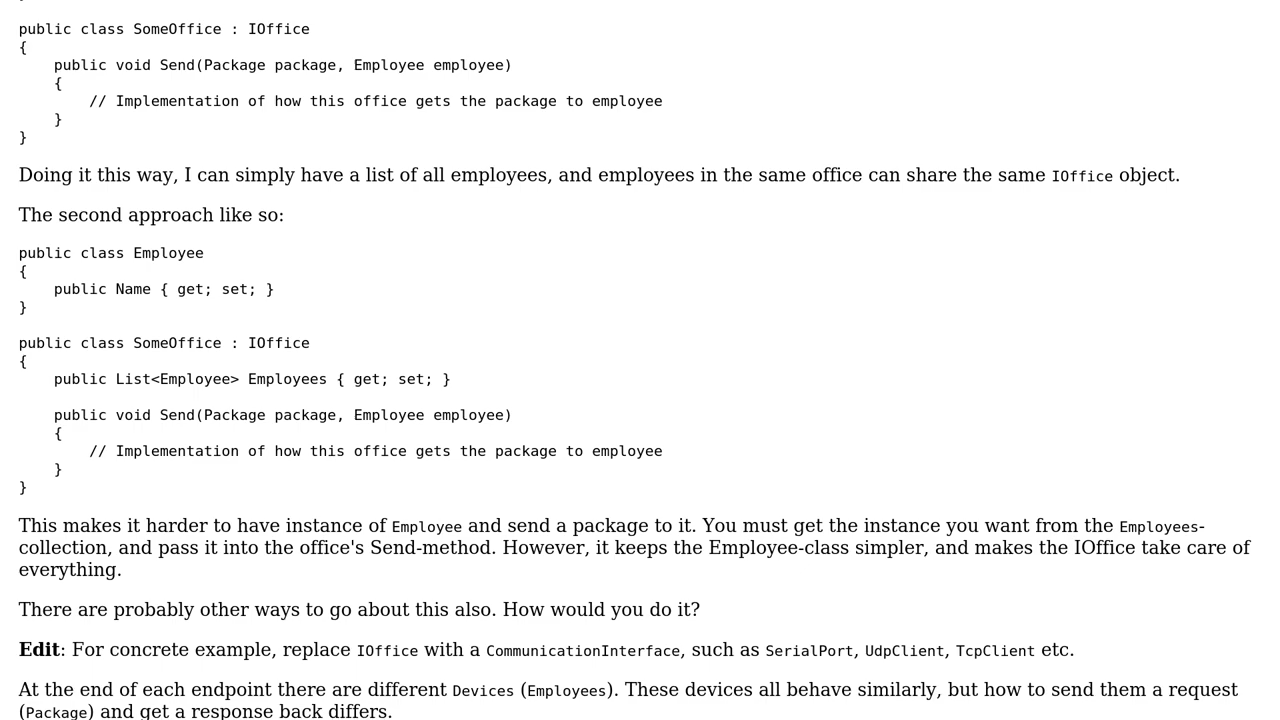 public class SomeOffice : IOffice
{
    public void Send(Package package, Employee employee)
    {
        // Implementation of how this office gets the package to employee
    }
}
Doing it this way, I can simply have a list of all employees, and employees in the same office can share the same IOffice object.
The second approach like so:
public class Employee
{
    public Name { get; set; }
}
public class SomeOffice : IOffice
{
    public List<Employee> Employees { get; set; }
    public void Send(Package package, Employee employee)
    {
        // Implementation of how this office gets the package to employee
    }
}
This makes it harder to have instance of Employee and send a package to it. You must get the instance you want from the Employees-
collection, and pass it into the office's Send-method. However, it keeps the Employee-class simpler, and makes the IOffice take care of
everything.
There are probably other ways to go about this also. How would you do it?
Edit: For concrete example, replace IOffice with a CommunicationInterface, such as SerialPort, UdpClient, TcpClient etc.
At the end of each endpoint there are different Devices (Employees). These devices all behave similarly, but how to send them a request
(Package) and get a response back differs.